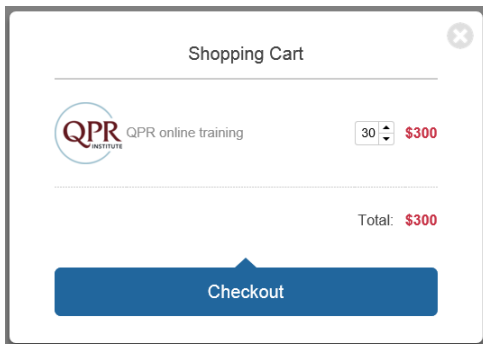 Shopping Cart
QPR
INSTITUTE
QPR online training
30
$300
Total: $300
Checkout